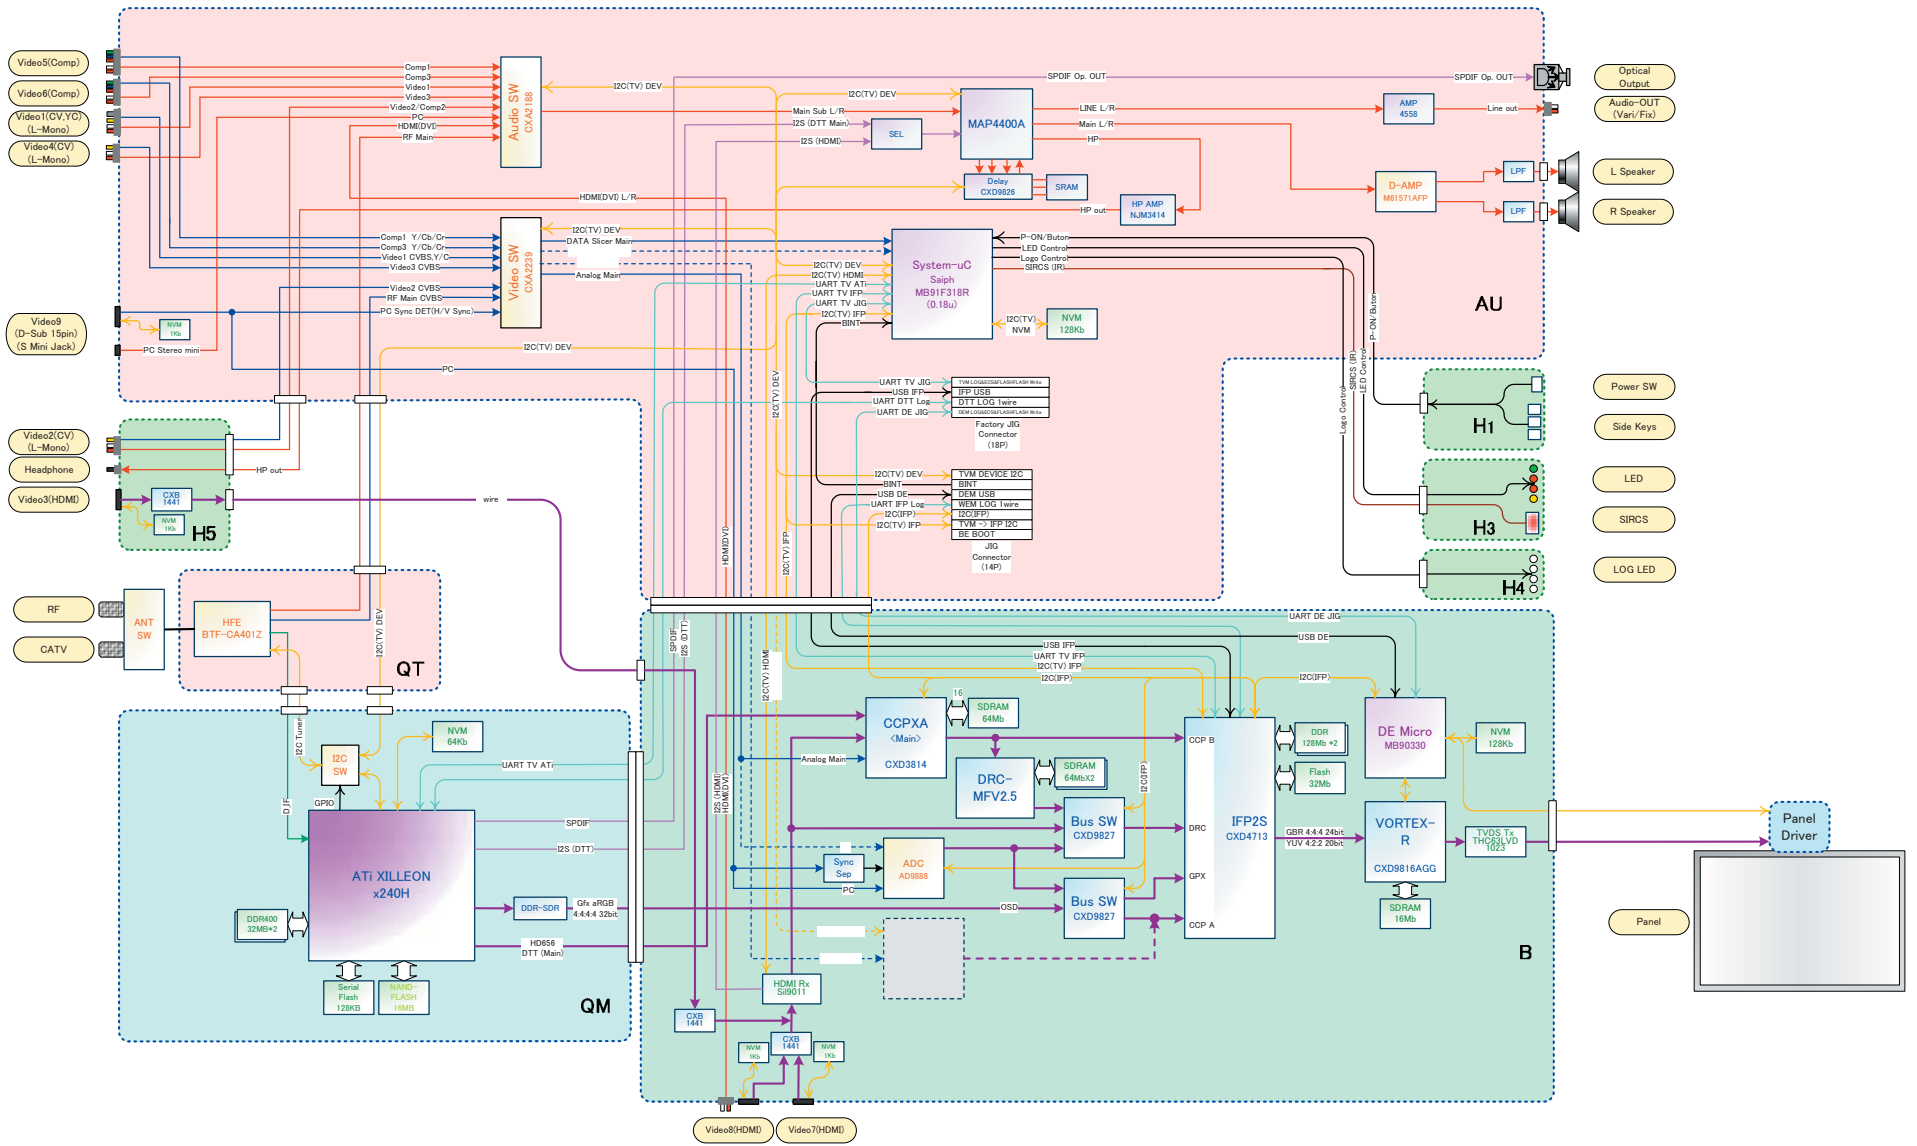 Video5(Comp)
Video6(Comp)
Video1(CV,YC)
(L-Mono)
Video4(CV)
(L-Mono)
Video9
(D-Sub 15pin)
(S Mini Jack)
Video2(CV)
(L-Mono)
Headphone
Video3(HDMI)
RF
CATV
Comp1
Comp3
Video1
Video3
Video2/Comp2
PC
HDMI(DVI)
RF Main
Audio SW
CXA2188
I2C(TV) DEV
Main Sub L/R
I2S (DTT Main)
I2S (HDMI)
I2C(TV) DEV
SEL
MAP4400A
Delay
CXD9826
SRAM
SPDIF Op. OUT
SPDIF Op. OUT
LINE L/R
Main L/R
HP
AMP
4558
Line out
D-AMP
M61571AFP
LPF
LPF
HP AMP
NJM3414
HP out
HDMI(DVI) L/R
Optical
Output
Audio-OUT
(Vari/Fix)
L Speaker
R Speaker
Comp1 Y/Cb/Cr
Comp3 Y/Cb/Cr
Video1 CVBS,Y/C
Video3 CVBS
Video2 CVBS
RF Main CVBS
PC Sync DET(H/V Sync)
Video SW
CXA2239
I2C(TV) DEV
DATA Slicer Main
Analog Main
I2C(TV) DEV
I2C(TV) HDMI
UART TV ATi
UART TV IFP
UART TV JIG
I2C(TV) IFP
BINT
System-uC
Saiph
MB91F318R
(0.18u)
P-ON/Buton
LED Control
Logo Control
SIRCS (IR)
I2C(TV)
NVM
NVM
128Kb
NVM
1Kb
PC Stereo mini
I2C(TV) DEV
PC
I2C(TV) DEV
AU
P-ON/Buton
LED Control
SIRCS (IR)
Logo Control
UART TV JIG
USB IFP
UART DTT Log
UART DE JIG
TVM LOG&ECS&FLASHFLASH Write
IFP USB
DTT LOG 1wire
DEM LOG&ECS&FLASHFLASH Write
Factory JIG
Connector
(18P)
I2C(TV) DEV
BINT
USB DE
UART IFP Log
I2C(IFP)
I2C(TV) IFP
TVM DEVICE I2C
BINT
DEM USB
WEM LOG 1wire
I2C(IFP)
TVM -> IFP I2C
BE BOOT
JIG
Connector
(14P)
H1
H3
H4
Power SW
Side Keys
LED
SIRCS
LOG LED
HP out
CXB
1441
NVM
1Kb
H5
wire
HDMI(DVI)
I2C(TV) IFP
ANT
SW
HFE
BTF-CA401Z
QT
I2C(TV) DEV
SPDIF
I2S (DTT)
I2C(TV) HDMI
I2C Tuner
D.IF
I2C
SW
GPIO
NVM
64Kb
UART TV ATi
ATi XILLEON
x240H
DDR400
32MB*2
Serial
Flash
128KB
NAND-
FLASH
16MB
SPDIF
I2S (DTT)
DDR-SDR
Gfx aRGB
4:4:4:4 32bit
HD656
DTT (Main)
QM
UART DE JIG
USB DE
USB IFP
UART TV IFP
I2C(TV) IFP
I2C(IFP)
I2C(IFP)
I2C(IFP)
CCPXA
<Main>
CXD3814
16
SDRAM
64Mb
Analog Main
DRC-
MFV2.5
SDRAM
64MbX2
Bus SW
CXD9827
Bus SW
CXD9827
I2S (HDMI)
HDMI(DVI)
Sync
Sep
PC
ADC
AD9888
OSD
CCP B
DRC
GPX
CCP A
IFP2S
CXD4713
DDR
128Mb *2
Flash
32Mb
GBR 4:4:4 24bit
YUV 4:2:2 20bit
DE Micro
MB90330
NVM
128Kb
VORTEX-
R
CXD9816AGG
SDRAM
16Mb
TVDS Tx
THC63LVD
1023
Panel
Driver
Panel
HDMI Rx
SiI9011
CXB
1441
CXB
1441
NVM
1Kb
NVM
1Kb
B
Video8(HDMI)
Video7(HDMI)